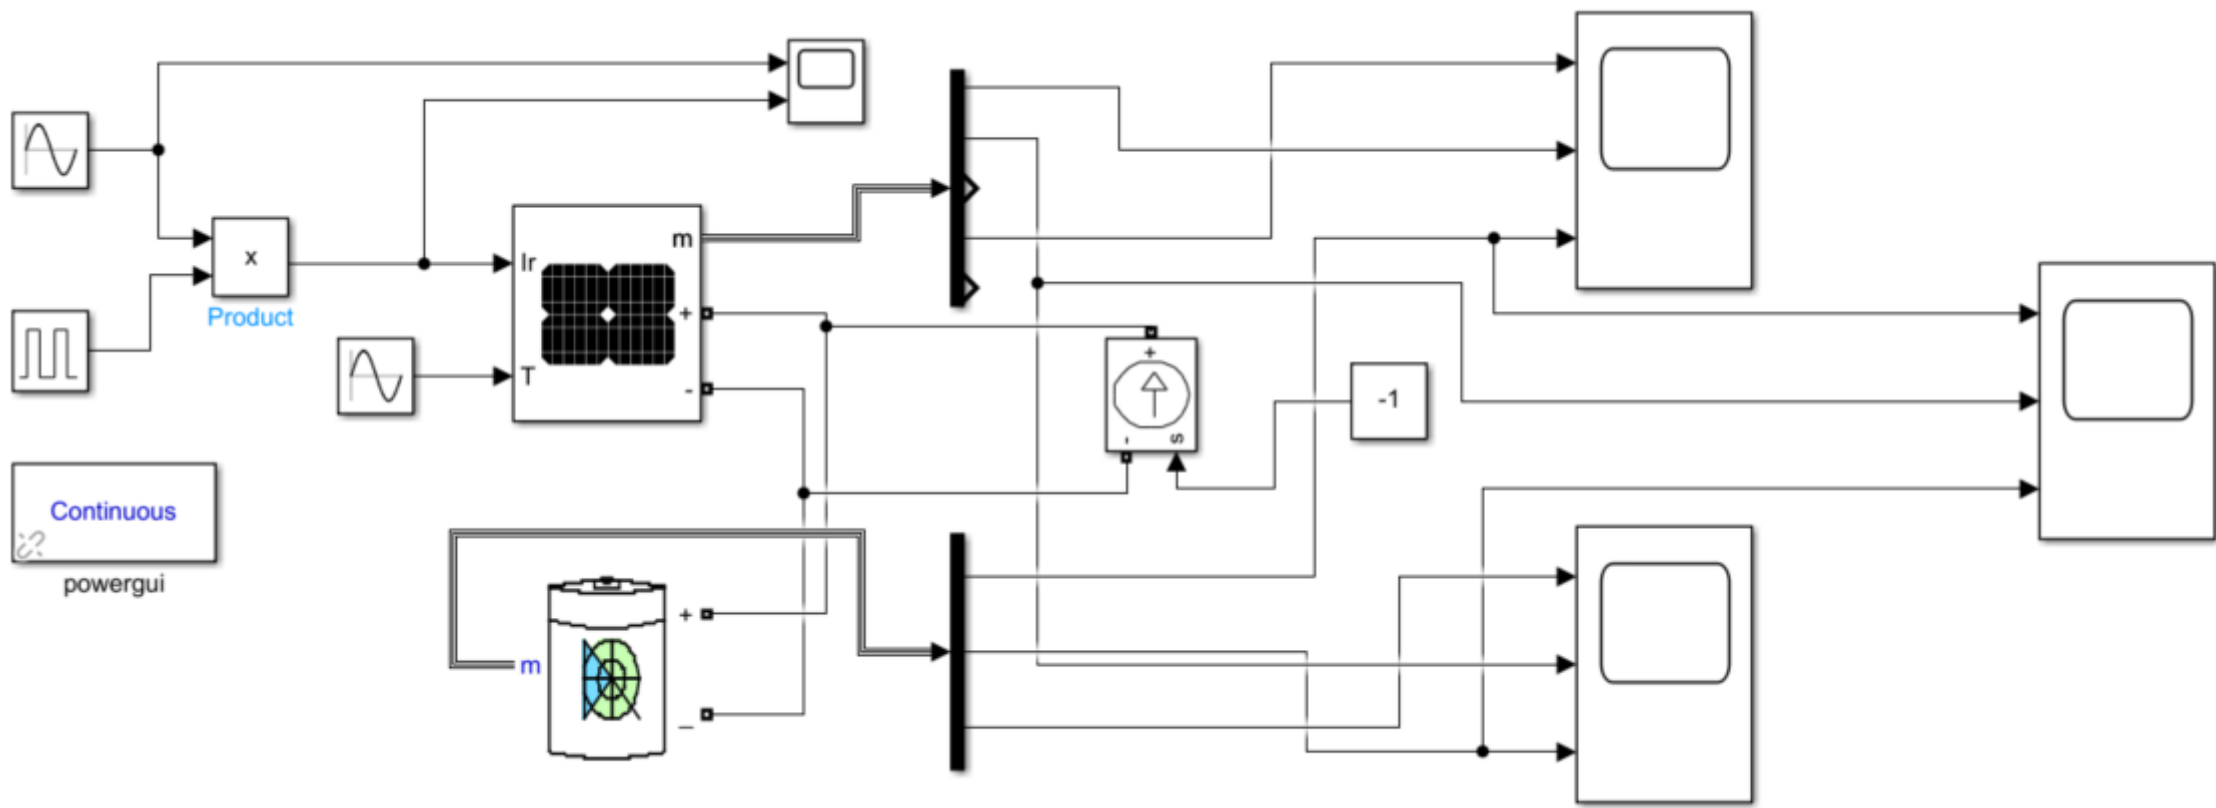 x
Product
Ir
T
m
+
-
+
-
s
-1
Continuous
powergui
m
+
_